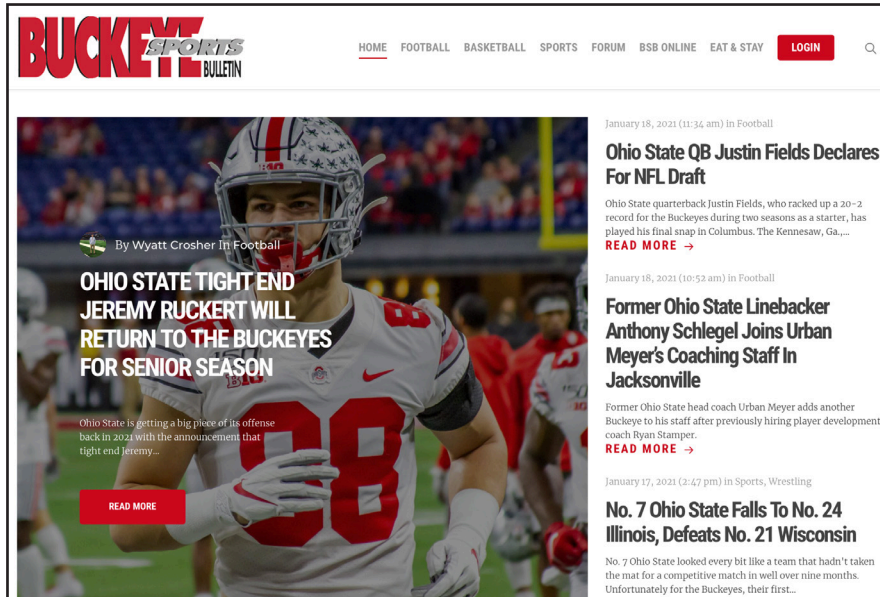 BUCKEYE
SPORTS
BULLETIN
HOME FOOTBALL BASKETBALL SPORTS FORUM BSB ONLINE EAT & STAY LOGIN
By Wyatt Crosher In Football
OHIO STATE TIGHT END
JEREMY RUCKERT WILL
RETURN TO THE BUCKEYES
FOR SENIOR SEASON
Ohio State is getting a big piece of its offense
back in 2021 with the announcement that
tight end Jeremy...
READ MORE
88
January 18, 2021 (11:34 am) in Football
Ohio State QB Justin Fields Declares
For NFL Draft
Ohio State quarterback Justin Fields, who racked up a 20-2
record for the Buckeyes during two seasons as a starter, has
played his final snap in Columbus. The Kennesaw, Ga.,...
READ MORE →
January 18, 2021 (10:52 am) in Football
Former Ohio State Linebacker
Anthony Schlegel Joins Urban
Meyer's Coaching Staff In
Jacksonville
Former Ohio State head coach Urban Meyer adds another
Buckeye to his staff after previously hiring player development
coach Ryan Stamper.
READ MORE →
January 17, 2021 (2:47 pm) in Sports, Wrestling
No. 7 Ohio State Falls To No. 24
Illinois, Defeats No. 21 Wisconsin
No. 7 Ohio State looked every bit like a team that hadn't taken
the mat for a competitive match in well over nine months.
Unfortunately for the Buckeyes, their first...